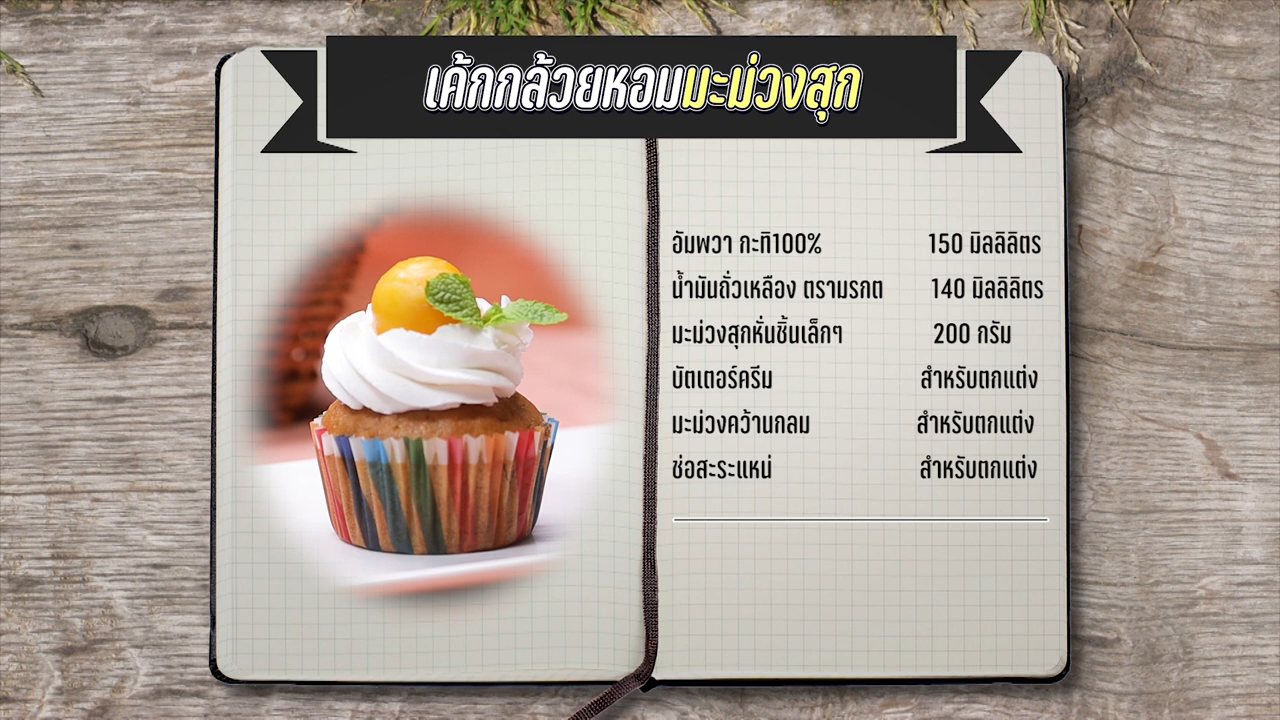 เค้กกล้วยหอมมะม่วงสุก
อัมพวา กะทิ100% 150 มิลลิลิตร
น้ำมันถั่วเหลือง ตรามรกต 140 มิลลิลิตร
มะม่วงสุกหั่นชิ้นเล็กๆ 200 กรัม
บัตเตอร์ครีม สำหรับตกแต่ง
มะม่วงคว้านกลม สำหรับตกแต่ง
ช่อสะระแหน่ สำหรับตกแต่ง